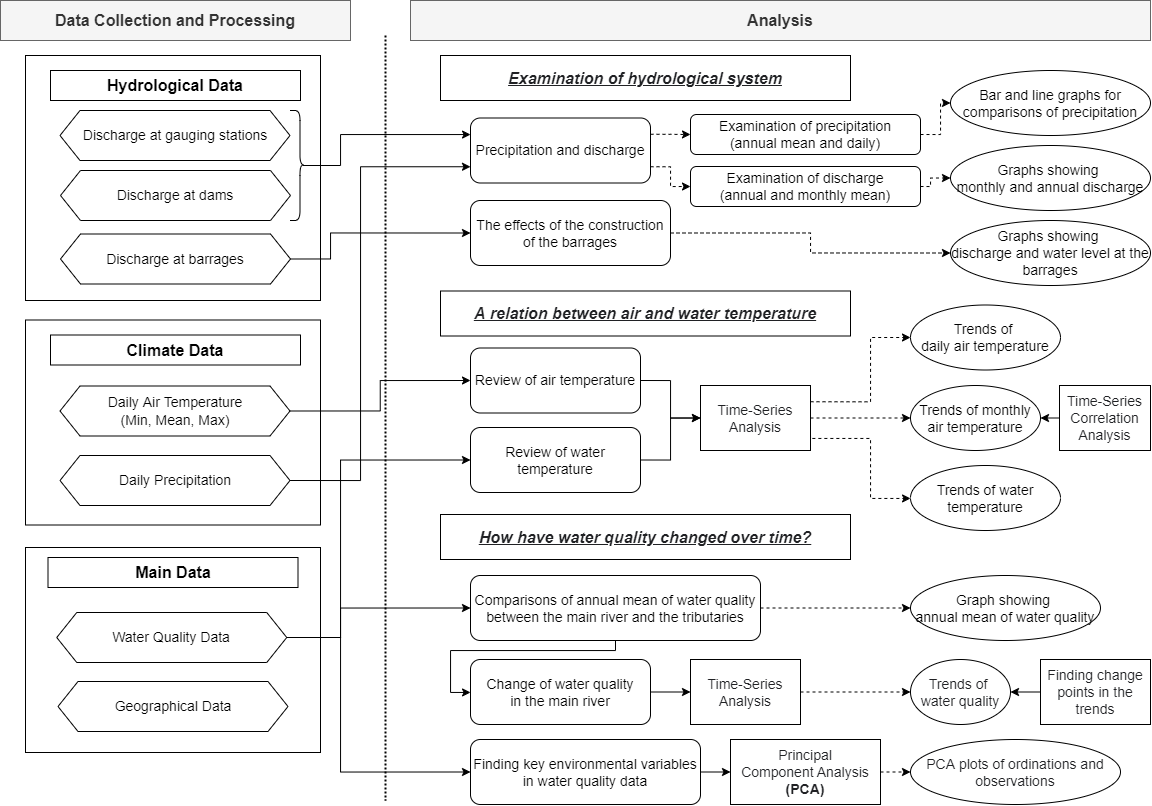 Data Collection and Processing
Analysis
Hydrological Data
Discharge at gauging stations
Discharge at dams
Discharge at barrages
Climate Data
Daily Air Temperature
(Min, Mean, Max)
Daily Precipitation
Main Data
Water Quality Data
Geographical Data
Examination of hydrological system
Precipitation and discharge
Examination of precipitation
(annual mean and daily)
Bar and line graphs for
comparisons of precipitation
Examination of discharge
(annual and monthly mean)
Graphs showing
monthly and annual discharge
The effects of the construction
of the barrages
Graphs showing
discharge and water level at the
barrages
A relation between air and water temperature
Review of air temperature
Review of water
temperature
Time-Series
Analysis
Trends of
daily air temperature
Trends of monthly
air temperature
Time-Series
Correlation
Analysis
Trends of water
temperature
How have water quality changed over time?
Comparisons of annual mean of water quality
between the main river and the tributaries
Graph showing
annual mean of water quality
Change of water quality
in the main river
Time-Series
Analysis
Trends of
water quality
Finding change
points in the
trends
Finding key environmental variables
in water quality data
Principal
Component Analysis
(PCA)
PCA plots of ordinations and
observations